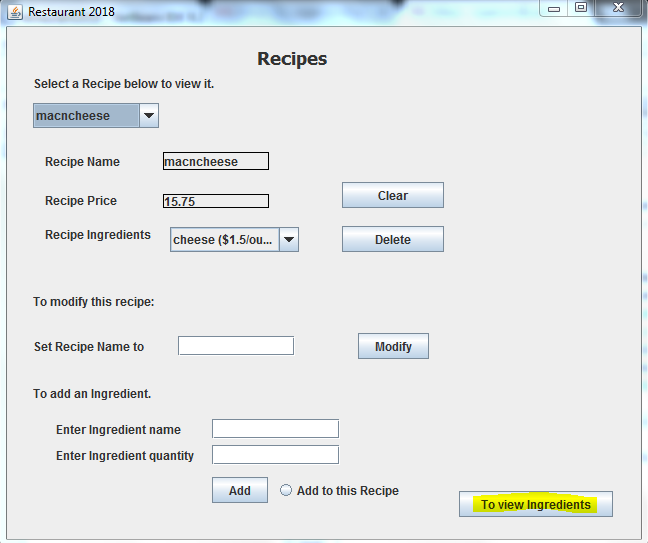 Restaurant 2018
Recipes
Select a Recipe below to view it.
macncheese
Recipe Name macncheese
Recipe Price 15.75
Clear
Recipe Ingredients cheese ($1.5/ou...
Delete
To modify this recipe:
Set Recipe Name to
Modify
To add an Ingredient.
Enter Ingredient name
Enter Ingredient quantity
Add Add to this Recipe
To view Ingredients